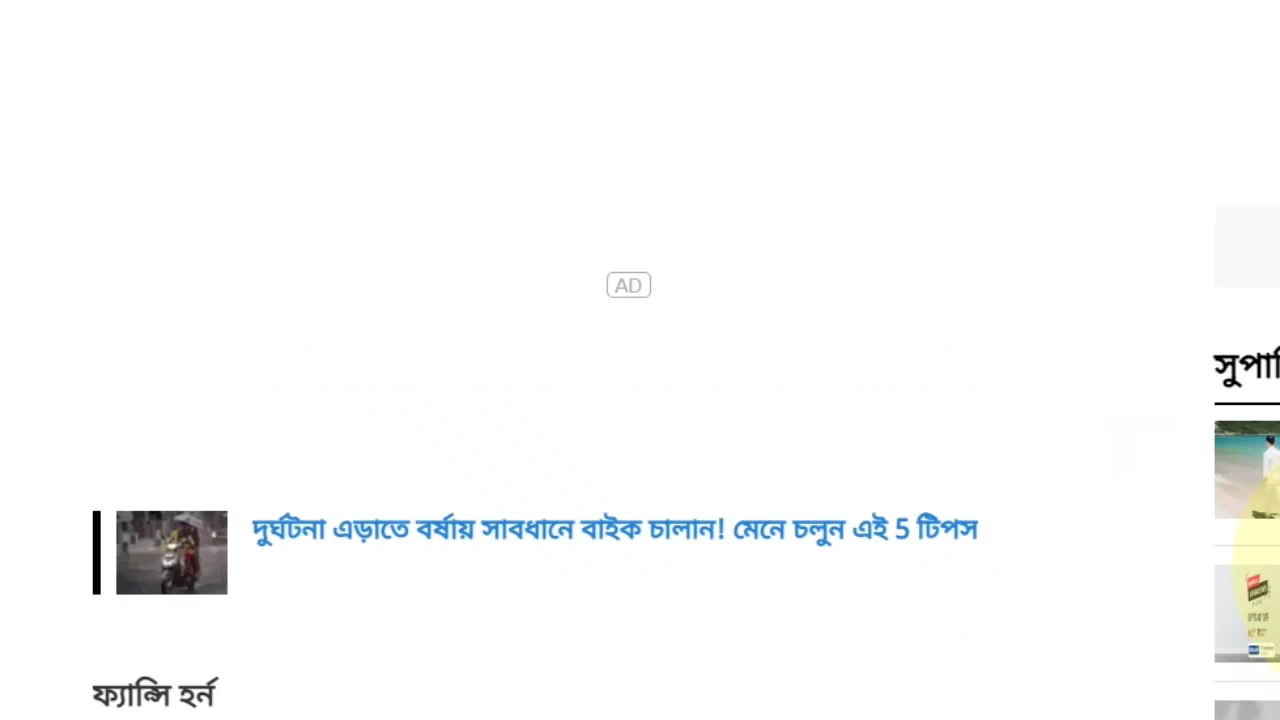 AD
সুপা
দুর্ঘটনা এড়াতে বর্ষায় সাবধানে বাইক চালান! মেনে চলুন এই 5 টিপস
ফ্যান্সি হর্ন